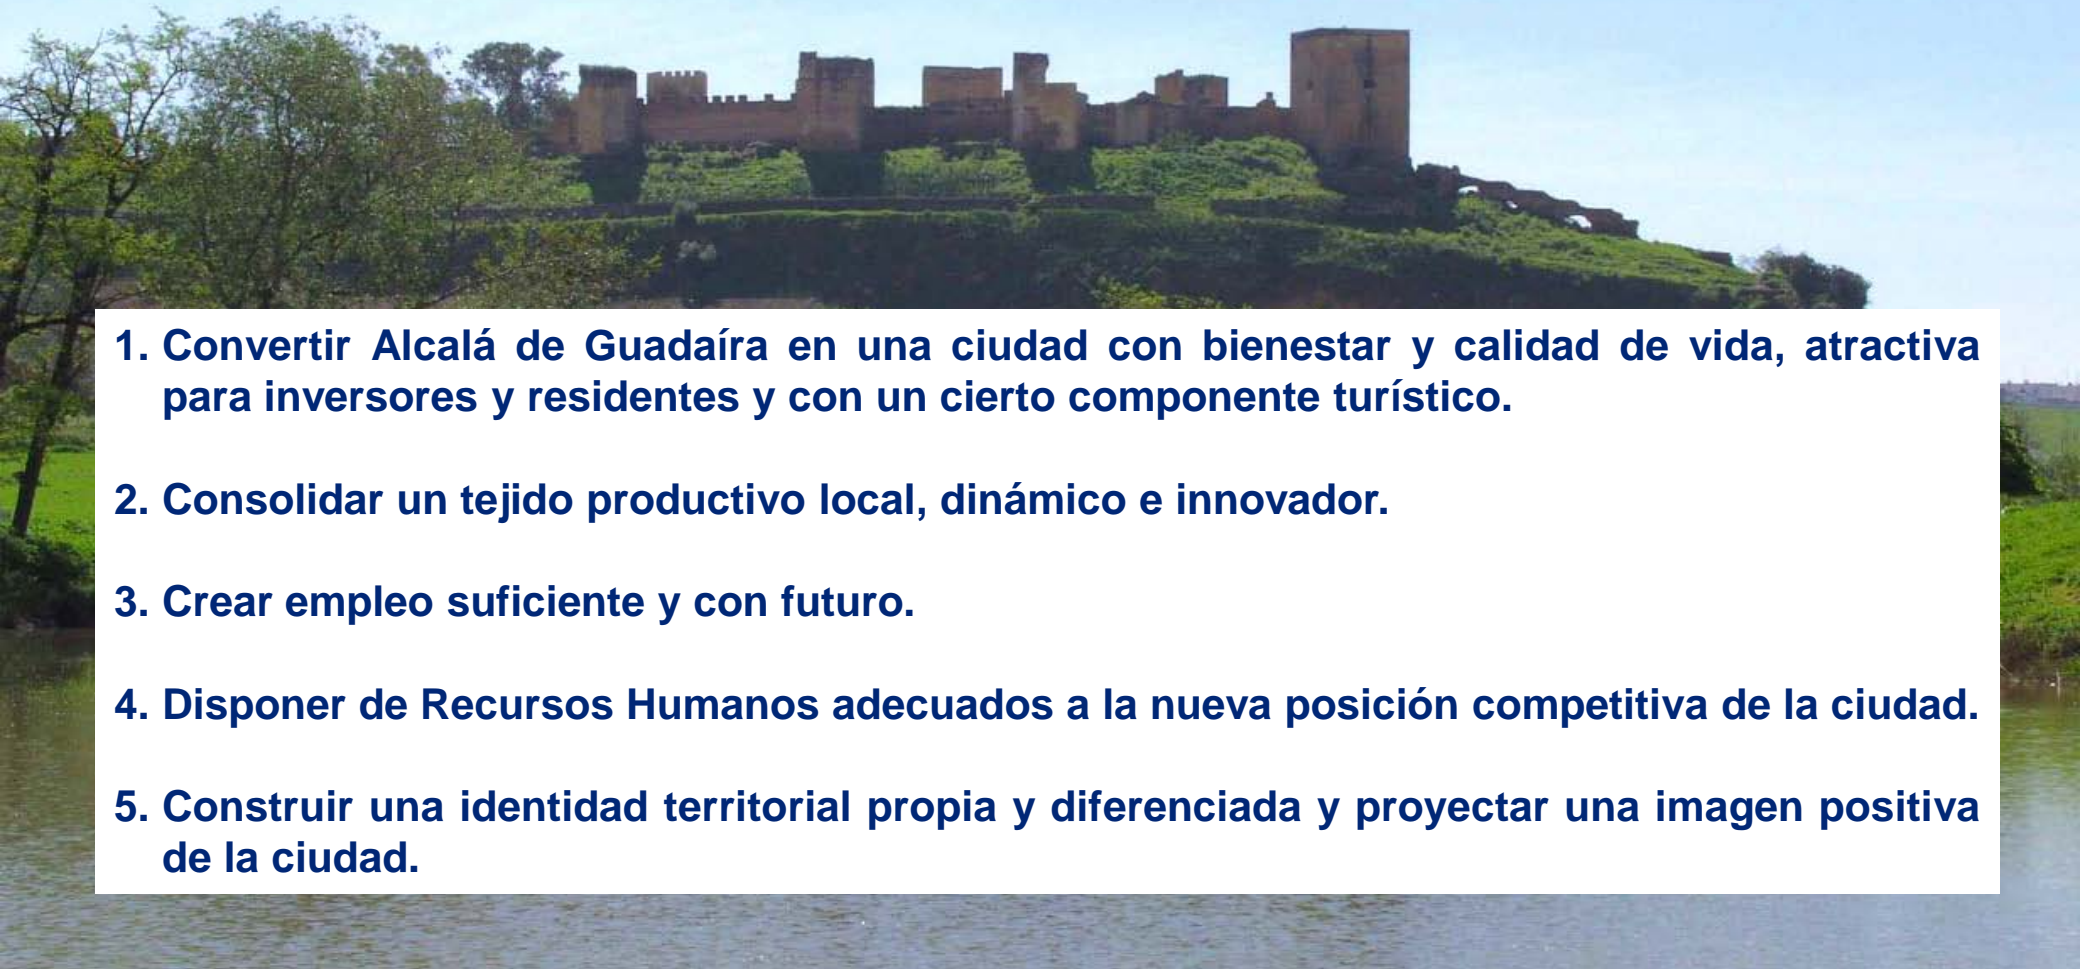 1. Convertir Alcalá de Guadaíra en una ciudad con bienestar y calidad de vida, atractiva
para inversores y residentes y con un cierto componente turístico.
2. Consolidar un tejido productivo local, dinámico e innovador.
3. Crear empleo suficiente y con futuro.
4. Disponer de Recursos Humanos adecuados a la nueva posición competitiva de la ciudad.
5. Construir una identidad territorial propia y diferenciada y proyectar una imagen positiva
de la ciudad.